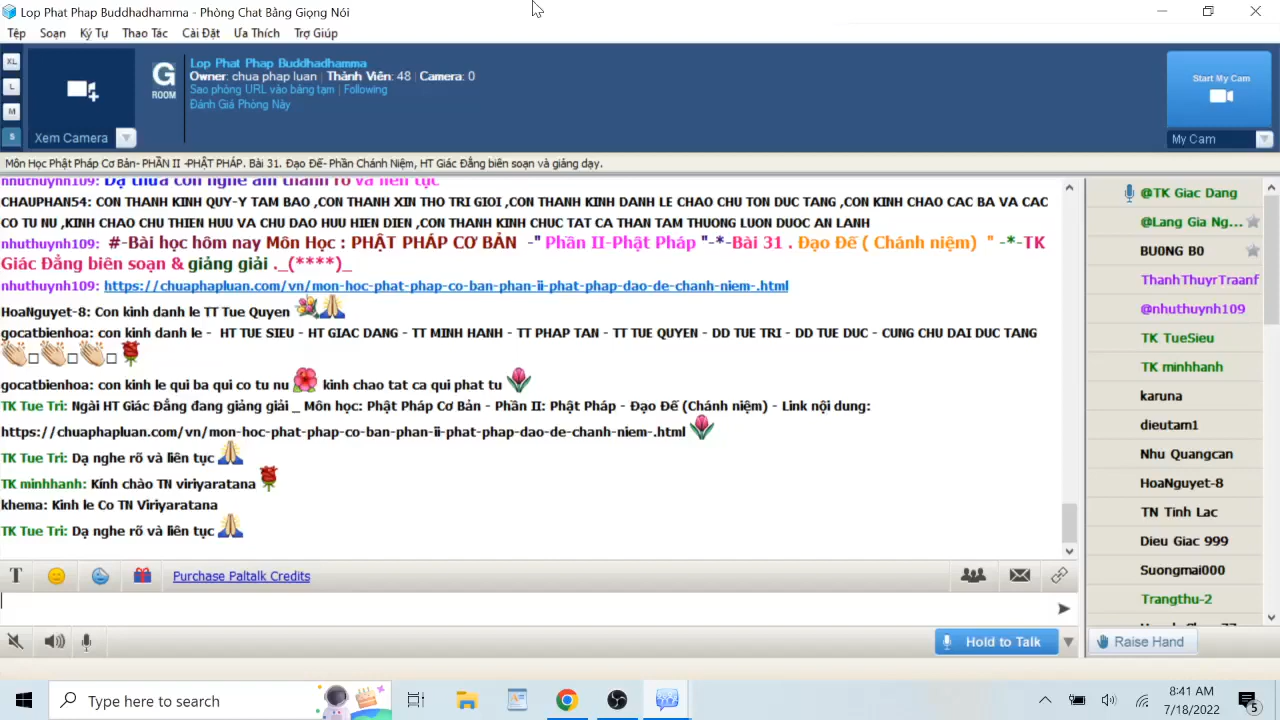 Lop Phat Phap Buddhadhamma - Phòng Chat Bằng Giọng Nói
Tệp Soạn Ký Tự Thao Tác Cài Đặt Ưa Thích Trợ Giúp
XL
L
M
S
Xem Camera
G
ROOM
Lop Phat Phap Buddhadhamma
Owner: chua phap luan | Thành Viên: 48 | Camera: 0
Sao phòng URL vào bảng tạm | Following
Đánh Giá Phòng Này
Start My Cam
My Cam
Môn Học Phật Pháp Cơ Bản- PHẦN II -PHẬT PHÁP. Bài 31. Đạo Đế- Phần Chánh Niệm, HT Giác Đẳng biên soạn và giảng dạy.
nhuthuynh109: Dạ thưa con nghe âm thanh rõ và liên tục
CHAUPHAN54: CON THANH KINH QUY-Y TAM BAO ,CON THANH XIN THO TRI GIOI ,CON THANH KINH DANH LE CHAO CHU TON DUC TANG ,CON KINH CHAO CAC BA VA CAC
CO TU NU ,KINH CHAO CHU THIEN HUU VA CHU DAO HUU HIEN DIEN ,CON THANH KINH CHUC TAT CA THAN TAM THUONG LUON DUOC AN LANH
nhuthuynh109: #-Bài học hôm nay Môn Học : PHẬT PHÁP CƠ BẢN -" Phần II-Phật Pháp "-*-Bài 31 . Đạo Đế ( Chánh niệm) " -*-TK
Giác Đẳng biên soạn & giảng giải ._(****)_
nhuthuynh109: https://chuaphapluan.com/vn/mon-hoc-phat-phap-co-ban-phan-ii-phat-phap-dao-de-chanh-niem-.html
HoaNguyet-8: Con kinh danh le TT Tue Quyen
gocatbienhoa: con kinh danh le - HT TUE SIEU - HT GIAC DANG - TT MINH HANH - TT PHAP TAN - TT TUE QUYEN - DD TUE TRI - DD TUE DUC - CUNG CHU DAI DUC TANG
gocatbienhoa: con kinh le qui ba qui co tu nu kinh chao tat ca qui phat tu
TK Tue Tri: Ngài HT Giác Đẳng đang giảng giải _ Môn học: Phật Pháp Cơ Bản - Phần II: Phật Pháp - Đạo Đế (Chánh niệm) - Link nội dung:
https://chuaphapluan.com/vn/mon-hoc-phat-phap-co-ban-phan-ii-phat-phap-dao-de-chanh-niem-.html
TK Tue Tri: Dạ nghe rõ và liên tục
TK minhhanh: Kính chào TN viriyaratana
khema: Kinh le Co TN Viriyaratana
TK Tue Tri: Dạ nghe rõ và liên tục
@TK Giac Dang
@Lang Gia Ng...
BU0NG B0
ThanhThuyrTraanf
@nhuthuynh109
TK TueSieu
TK minhhanh
karuna
dieutam1
Nhu Quangcan
HoaNguyet-8
TN Tinh Lac
Dieu Giac 999
Suongmai000
Trangthu-2
T
Purchase Paltalk Credits
Hold to Talk
Raise Hand
Type here to search
8:41 AM
7/18/2022
5